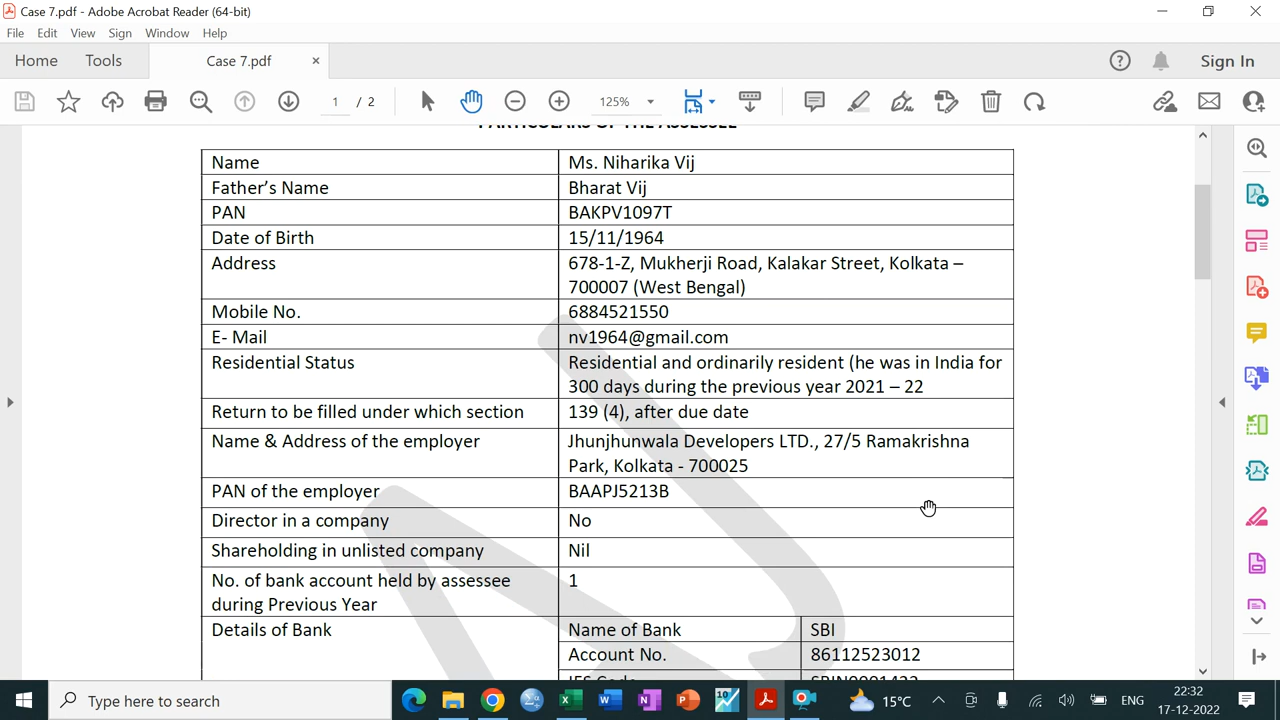 Case 7.pdf - Adobe Acrobat Reader (64-bit)
File Edit View Sign Window Help
Home Tools Case 7.pdf × Sign In
1 / 2 125%
PARTICULARS OF THE ASSESSEE
Name Ms. Niharika Vij
Father's Name Bharat Vij
PAN BAKPV1097T
Date of Birth 15/11/1964
Address 678-1-Z, Mukherji Road, Kalakar Street, Kolkata –
700007 (West Bengal)
Mobile No. 6884521550
E- Mail nv1964@gmail.com
Residential Status Residential and ordinarily resident (he was in India for
300 days during the previous year 2021 – 22
Return to be filled under which section 139 (4), after due date
Name & Address of the employer Jhunjhunwala Developers LTD., 27/5 Ramakrishna
Park, Kolkata - 700025
PAN of the employer BAAPJ5213B
Director in a company No
Shareholding in unlisted company Nil
No. of bank account held by assessee 1
during Previous Year
Details of Bank Name of Bank SBI
Account No. 86112523012
IFS Code
Type here to search 15°C ENG 22:32
17-12-2022